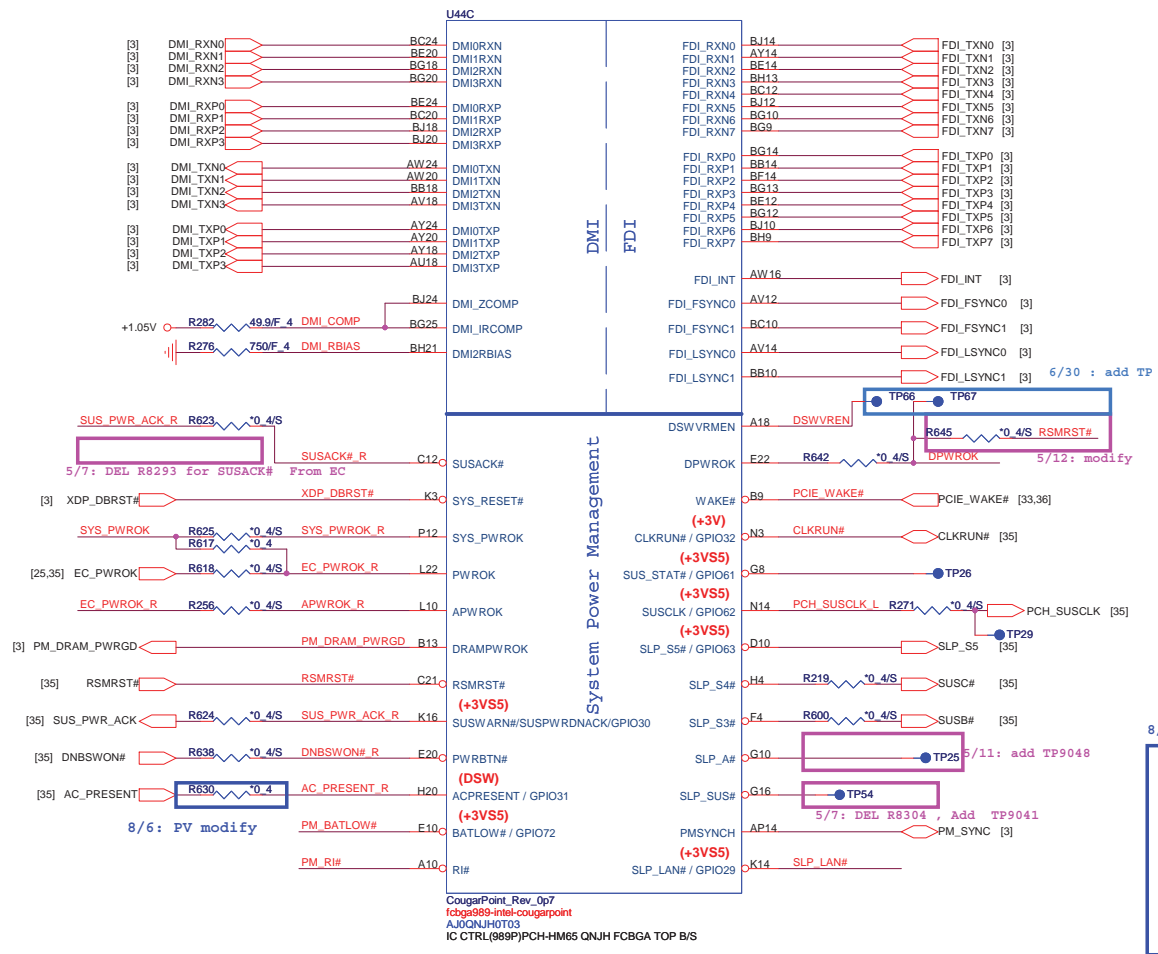 U44C
[3] DMI_RXN0 BC24 DMI0RXN
[3] DMI_RXN1 BE20 DMI1RXN
[3] DMI_RXN2 BG18 DMI2RXN
[3] DMI_RXN3 BG20 DMI3RXN
[3] DMI_RXP0 BE24 DMI0RXP
[3] DMI_RXP1 BC20 DMI1RXP
[3] DMI_RXP2 BJ18 DMI2RXP
[3] DMI_RXP3 BJ20 DMI3RXP
[3] DMI_TXN0 AW24 DMI0TXN
[3] DMI_TXN1 AW20 DMI1TXN
[3] DMI_TXN2 BB18 DMI2TXN
[3] DMI_TXN3 AV18 DMI3TXN
[3] DMI_TXP0 AY24 DMI0TXP
[3] DMI_TXP1 AY20 DMI1TXP
[3] DMI_TXP2 AY18 DMI2TXP
[3] DMI_TXP3 AU18 DMI3TXP
BJ24 DMI_ZCOMP
+1.05V R282 49.9/F_4 DMI_COMP BG25 DMI_IRCOMP
R276 750/F_4 DMI_RBIAS BH21 DMI2RBIAS
DMI
FDI
FDI_RXN0 BJ14 FDI_TXN0 [3]
FDI_RXN1 AY14 FDI_TXN1 [3]
FDI_RXN2 BE14 FDI_TXN2 [3]
FDI_RXN3 BH13 FDI_TXN3 [3]
FDI_RXN4 BC12 FDI_TXN4 [3]
FDI_RXN5 BJ12 FDI_TXN5 [3]
FDI_RXN6 BG10 FDI_TXN6 [3]
FDI_RXN7 BG9 FDI_TXN7 [3]
FDI_RXP0 BG14 FDI_TXP0 [3]
FDI_RXP1 BB14 FDI_TXP1 [3]
FDI_RXP2 BF14 FDI_TXP2 [3]
FDI_RXP3 BG13 FDI_TXP3 [3]
FDI_RXP4 BE12 FDI_TXP4 [3]
FDI_RXP5 BG12 FDI_TXP5 [3]
FDI_RXP6 BJ10 FDI_TXP6 [3]
FDI_RXP7 BH9 FDI_TXP7 [3]
FDI_INT AW16 FDI_INT [3]
FDI_FSYNC0 AV12 FDI_FSYNC0 [3]
FDI_FSYNC1 BC10 FDI_FSYNC1 [3]
FDI_LSYNC0 AV14 FDI_LSYNC0 [3]
FDI_LSYNC1 BB10 FDI_LSYNC1 [3]
6/30 : add TP
TP66 TP67
SUS_PWR_ACK_R R623 *0_4/S
5/7: DEL R8293 for SUSACK# From EC
SUSACK#_R C12 SUSACK#
[3] XDP_DBRST# XDP_DBRST# K3 SYS_RESET#
SYS_PWROK R625 *0_4/S SYS_PWROK_R P12 SYS_PWROK
R617 *0_4
[25,35] EC_PWROK R618 *0_4/S EC_PWROK_R L22 PWROK
EC_PWROK_R R256 *0_4/S APWROK_R L10 APWROK
[3] PM_DRAM_PWRGD PM_DRAM_PWRGD B13 DRAMPWROK
[35] RSMRST# RSMRST# C21 RSMRST#
(+3VS5)
[35] SUS_PWR_ACK R624 *0_4/S SUS_PWR_ACK_R K16 SUSWARN#/SUSPWRDNACK/GPIO30
[35] DNBSWON# R638 *0_4/S DNBSWON#_R E20 PWRBTN#
(DSW)
[35] AC_PRESENT R630 *0_4 AC_PRESENT_R H20 ACPRESENT / GPIO31
8/6: PV modify
(+3VS5)
PM_BATLOW# E10 BATLOW# / GPIO72
PM_RI# A10 RI#
System Power Management
DSWVRMEN A18 DSWVREN
R645 *0_4/S RSMRST#
5/12: modify
DPWROK E22 R642 *0_4/S DPWROK
WAKE# B9 PCIE_WAKE# PCIE_WAKE# [33,36]
(+3V)
CLKRUN# / GPIO32 N3 CLKRUN# CLKRUN# [35]
(+3VS5)
SUS_STAT# / GPIO61 G8 TP26
(+3VS5)
SUSCLK / GPIO62 N14 PCH_SUSCLK_L R271 *0_4/S PCH_SUSCLK [35]
TP29
(+3VS5)
SLP_S5# / GPIO63 D10 SLP_S5 [35]
SLP_S4# H4 R219 *0_4/S SUSC# [35]
SLP_S3# F4 R600 *0_4/S SUSB# [35]
SLP_A# G10 TP25 5/11: add TP9048
SLP_SUS# G16 TP54
5/7: DEL R8304 , Add TP9041
PMSYNCH AP14 PM_SYNC [3]
(+3VS5)
SLP_LAN# / GPIO29 K14 SLP_LAN#
8/
CougarPoint_Rev_0p7
fcbga989-intel-cougarpoint
AJ0QNJH0T03
IC CTRL(989P)PCH-HM65 QNJH FCBGA TOP B/S